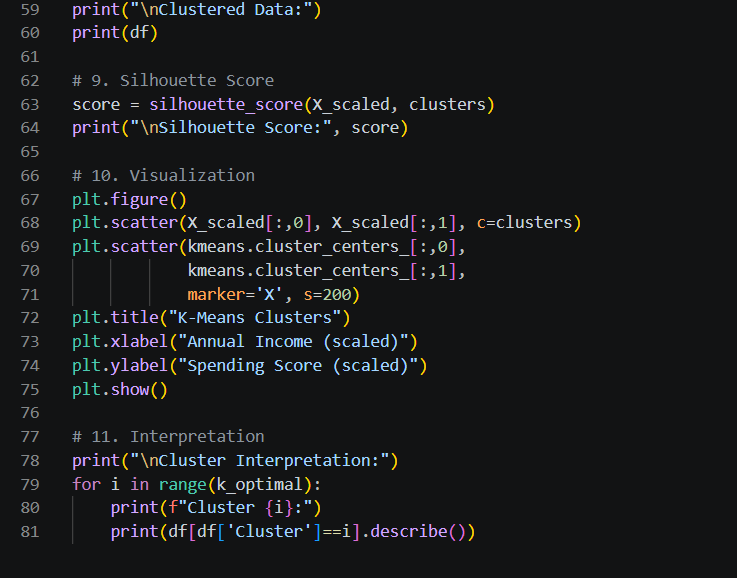 59 print("\nClustered Data:")
60 print(df)
61
62 # 9. Silhouette Score
63 score = silhouette_score(X_scaled, clusters)
64 print("\nSilhouette Score:", score)
65
66 # 10. Visualization
67 plt.figure()
68 plt.scatter(X_scaled[:,0], X_scaled[:,1], c=clusters)
69 plt.scatter(kmeans.cluster_centers_[:,0],
70             kmeans.cluster_centers_[:,1],
71             marker='X', s=200)
72 plt.title("K-Means Clusters")
73 plt.xlabel("Annual Income (scaled)")
74 plt.ylabel("Spending Score (scaled)")
75 plt.show()
76
77 # 11. Interpretation
78 print("\nCluster Interpretation:")
79 for i in range(k_optimal):
80     print(f"Cluster {i}:")
81     print(df[df['Cluster']==i].describe())